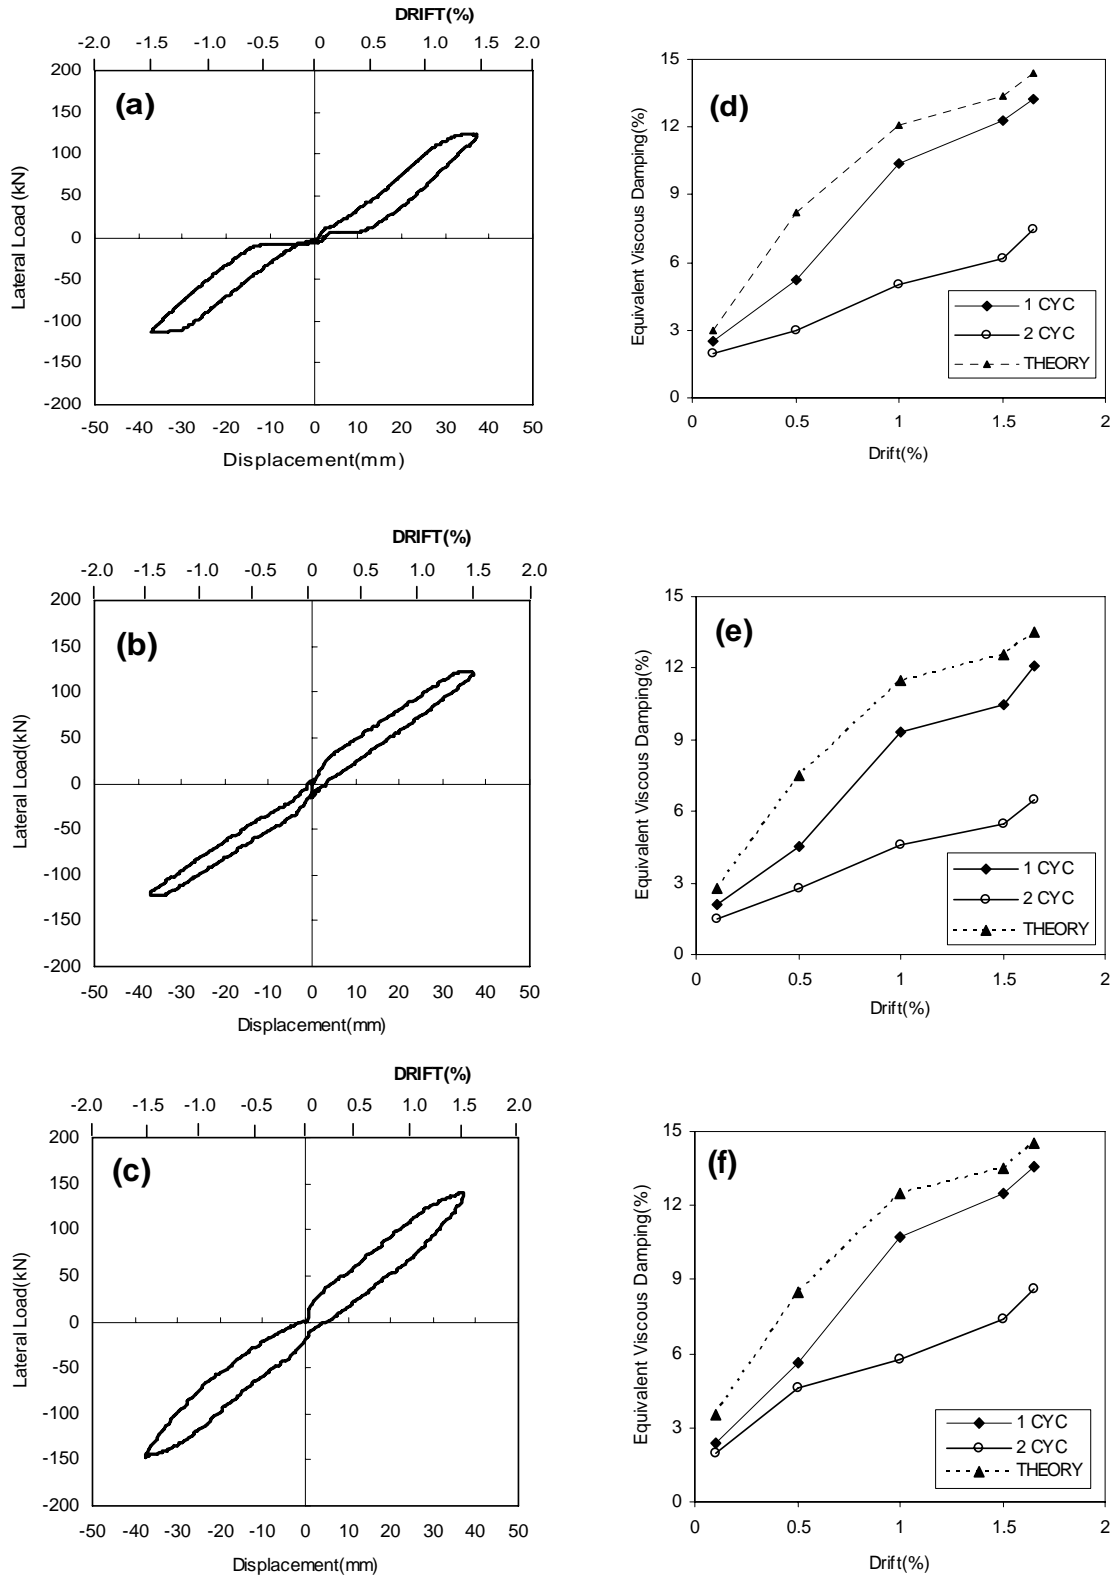 DRIFT(%)
-2.0 -1.5 -1.0 -0.5 0 0.5 1.0 1.5 2.0
(a)
200
150
100
50
0
-50
-100
-150
-200
Lateral Load (kN)
-50 -40 -30 -20 -10 0 10 20 30 40 50
Displacement(mm)
(d)
15
12
9
6
3
0
Equivalent Viscous Damping(%)
1 CYC
2 CYC
THEORY
0 0.5 1 1.5 2
Drift(%)
DRIFT(%)
-2.0 -1.5 -1.0 -0.5 0 0.5 1.0 1.5 2.0
(b)
200
150
100
50
0
-50
-100
-150
-200
Lateral Load(kN)
-50 -40 -30 -20 -10 0 10 20 30 40 50
Displacement(mm)
(e)
15
12
9
6
3
0
Equivalent Viscous Damping(%)
1 CYC
2 CYC
THEORY
0 0.5 1 1.5 2
Drift(%)
DRIFT(%)
-2.0 -1.5 -1.0 -0.5 0 0.5 1.0 1.5 2.0
(c)
200
150
100
50
0
-50
-100
-150
-200
Lateral Load(kN)
-50 -40 -30 -20 -10 0 10 20 30 40 50
Displacement(mm)
(f)
15
12
9
6
3
0
Equivalent Viscous Damping(%)
1 CYC
2 CYC
THEORY
0 0.5 1 1.5 2
Drift(%)